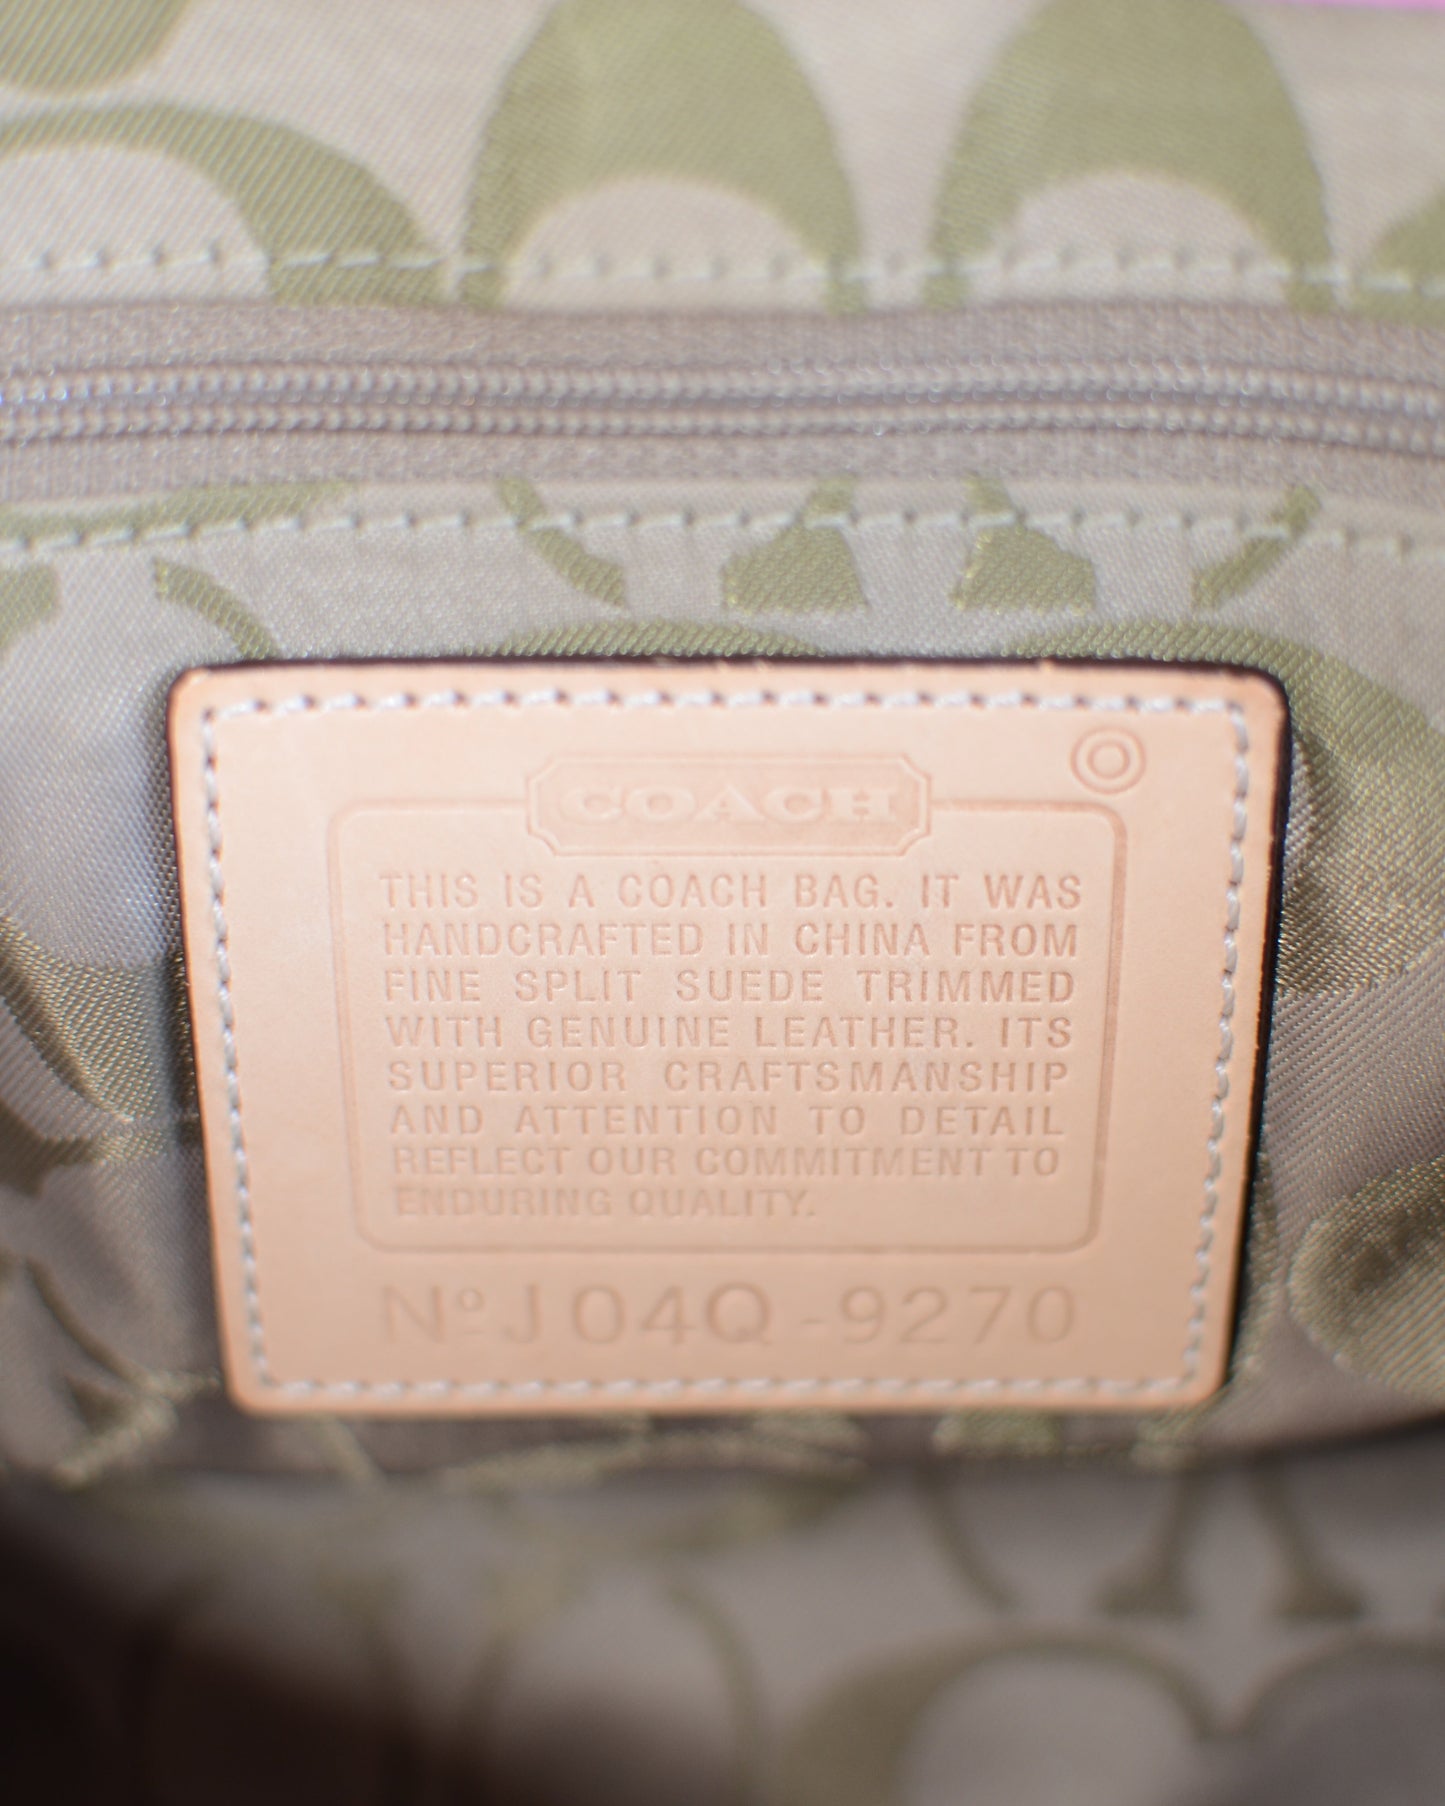 COACH
THIS IS A COACH BAG. IT WAS
HANDCRAFTED IN CHINA FROM
FINE SPLIT SUEDE TRIMMED
WITH GENUINE LEATHER. ITS
SUPERIOR CRAFTSMANSHIP
AND ATTENTION TO DETAIL
REFLECT OUR COMMITMENT TO
ENDURING QUALITY.
Nº J04Q-9270